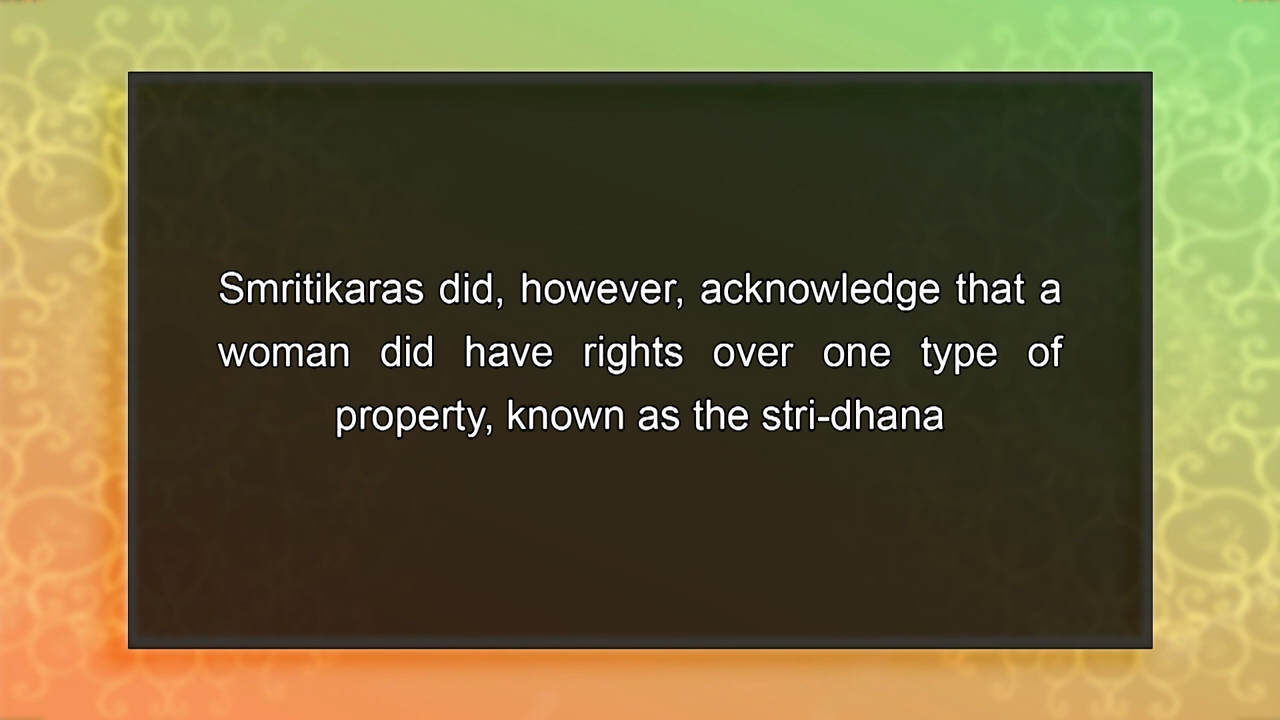 Smritikaras did, however, acknowledge that a
woman did have rights over one type of
property, known as the stri-dhana